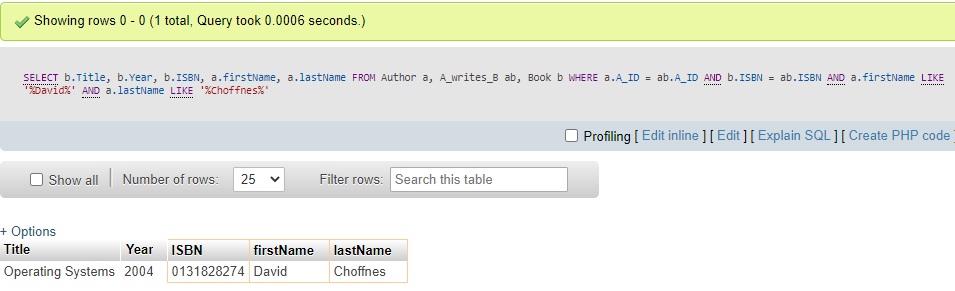 Showing rows 0 - 0 (1 total, Query took 0.0006 seconds.)
SELECT b.Title, b.Year, b.ISBN, a.firstName, a.lastName FROM Author a, A_writes_B ab, Book b WHERE a.A_ID = ab.A_ID AND b.ISBN = ab.ISBN AND a.firstName LIKE
'%David%' AND a.lastName LIKE '%Choffnes%'
Profiling [ Edit inline ] [ Edit ] [ Explain SQL ] [ Create PHP code ]
Show all | Number of rows: 25 Filter rows: Search this table
+ Options
Title Year ISBN firstName lastName
Operating Systems 2004 0131828274 David Choffnes